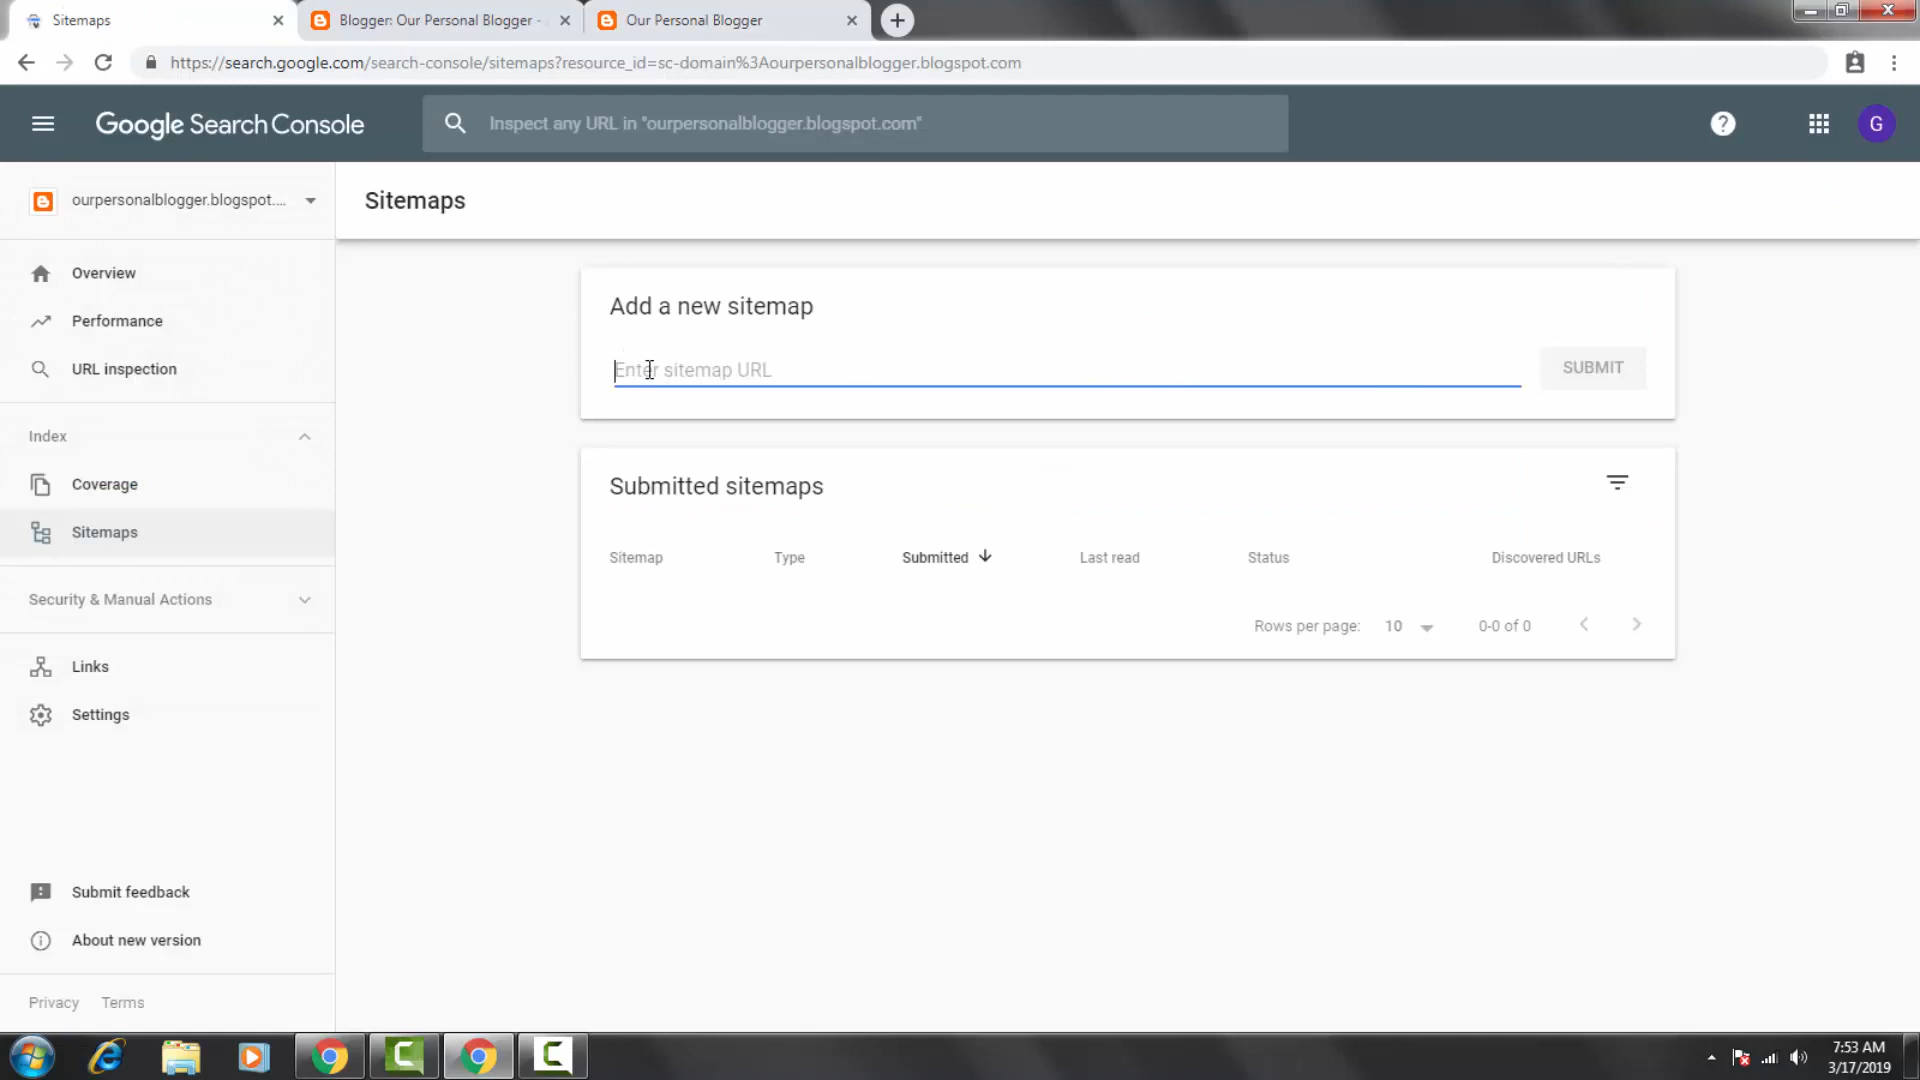 Sitemaps
Blogger: Our Personal Blogger -
Our Personal Blogger
https://search.google.com/search-console/sitemaps?resource_id=sc-domain%3Aourpersonalblogger.blogspot.com
Google Search Console
Inspect any URL in "ourpersonalblogger.blogspot.com"
?
G
ourpersonalblogger.blogspot....
Sitemaps
Overview
Performance
URL inspection
Index
Coverage
Sitemaps
Security & Manual Actions
Links
Settings
Submit feedback
About new version
Privacy Terms
Add a new sitemap
Enter sitemap URL
SUBMIT
Submitted sitemaps
Sitemap Type Submitted Last read Status Discovered URLs
Rows per page: 10 0-0 of 0
7:53 AM
3/17/2019